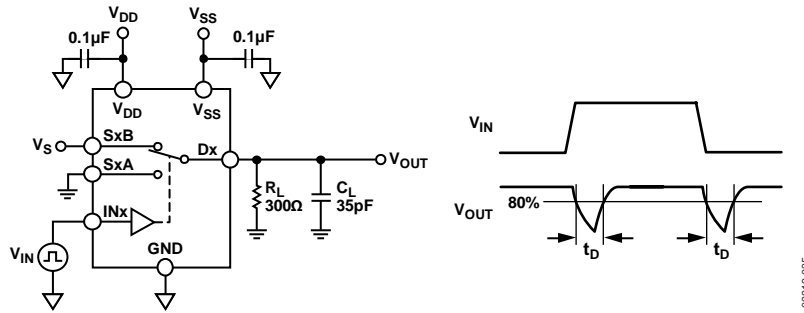 VDD
VSS
0.1µF
0.1µF
VDD
VSS
VS
SxB
Dx
VOUT
SxA
RL
300Ω
CL
35pF
INx
VIN
GND
VIN
VOUT
80%
tD
tD